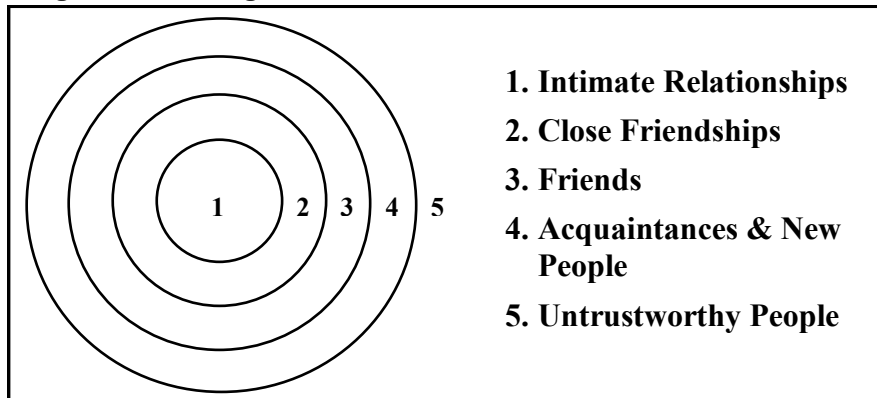 1 2 3 4 5
1. Intimate Relationships
2. Close Friendships
3. Friends
4. Acquaintances & New
People
5. Untrustworthy People